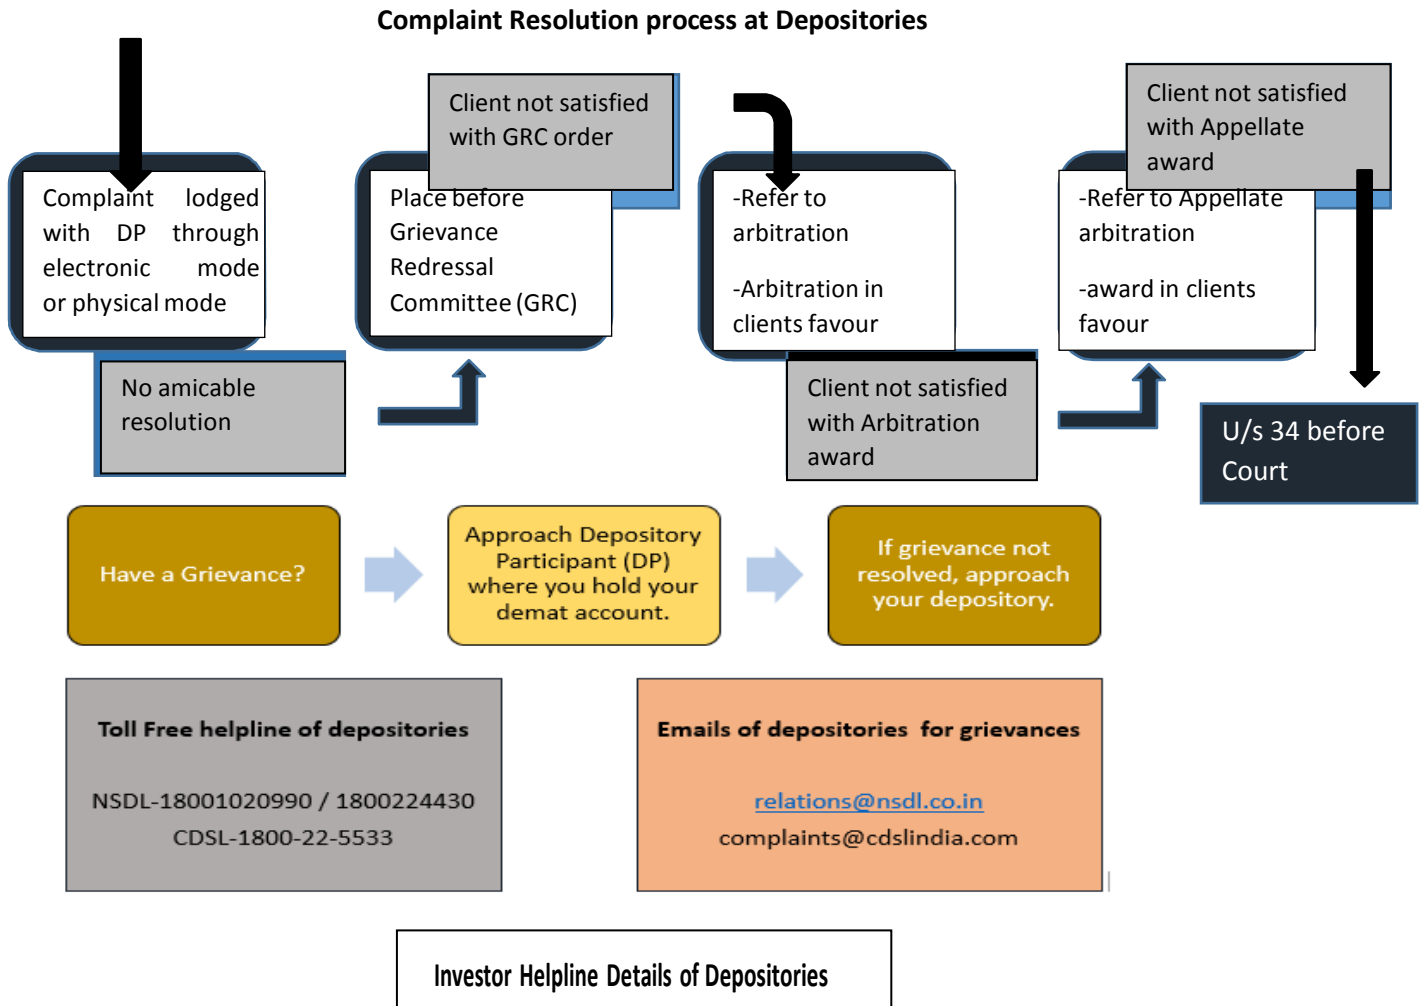 Complaint Resolution process at Depositories
Complaint lodged
with DP through
electronic mode
or physical mode
No amicable
resolution
Client not satisfied
with GRC order
Place before
Grievance
Redressal
Committee (GRC)
-Refer to
arbitration
-Arbitration in
clients favour
Client not satisfied
with Arbitration
award
Client not satisfied
with Appellate
award
-Refer to Appellate
arbitration
-award in clients
favour
U/s 34 before
Court
Have a Grievance?
Approach Depository
Participant (DP)
where you hold your
demat account.
If grievance not
resolved, approach
your depository.
Toll Free helpline of depositories
NSDL-18001020990 / 1800224430
CDSL-1800-22-5533
Emails of depositories for grievances
relations@nsdl.co.in
complaints@cdslindia.com
Investor Helpline Details of Depositories